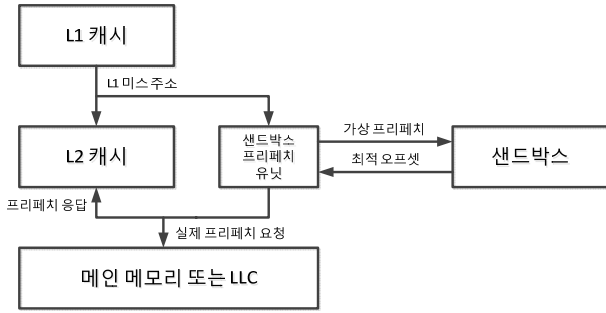 L1 캐시
L1 미스 주소
L2 캐시
샌드박스
프리페치
유닛
가상 프리페치
최적 오프셋
샌드박스
프리페치 응답
실제 프리페치 요청
메인 메모리 또는 LLC